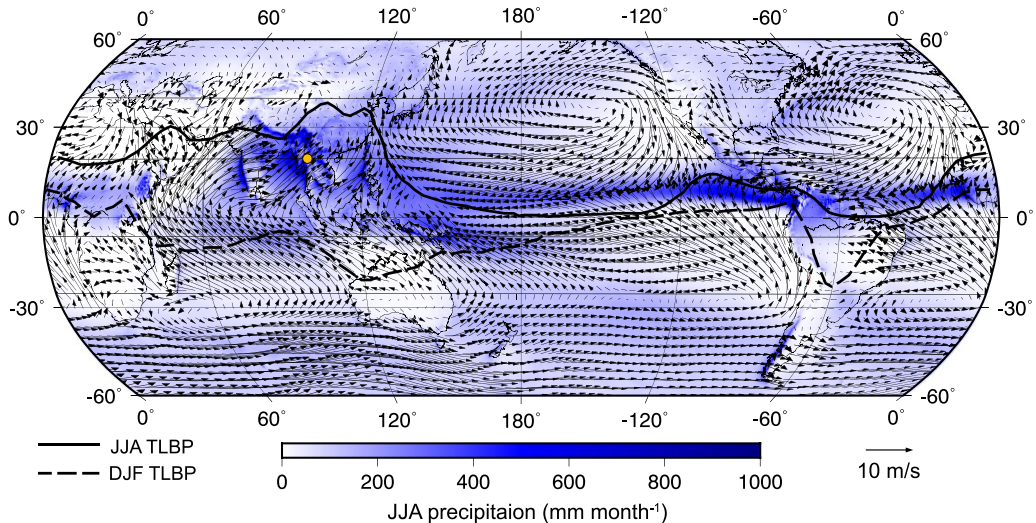 0° 60° 120° 180° -120° -60° 0°
60° 60°
30° 30°
0° 0°
-30° -30°
-60° -60°
0° 60° 120° 180° -120° -60° 0°
JJA TLBP
DJF TLBP
0 200 400 600 800 1000
10 m/s
JJA precipitaion (mm month⁻¹)